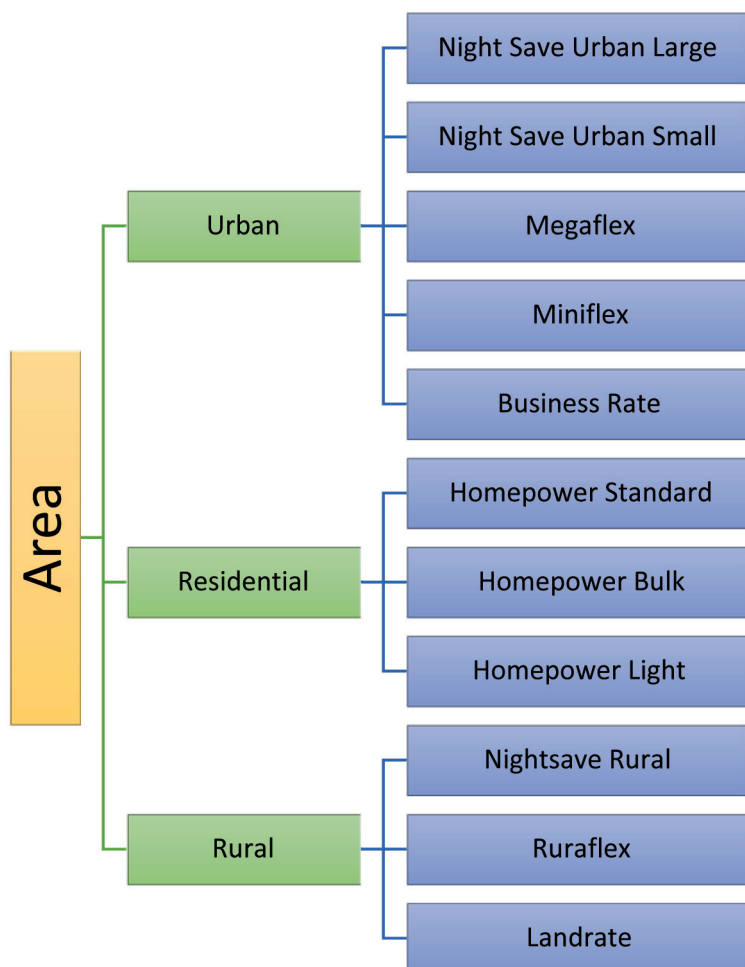 Area
Urban
Night Save Urban Large
Night Save Urban Small
Megaflex
Miniflex
Business Rate
Residential
Homepower Standard
Homepower Bulk
Homepower Light
Rural
Nightsave Rural
Ruraflex
Landrate